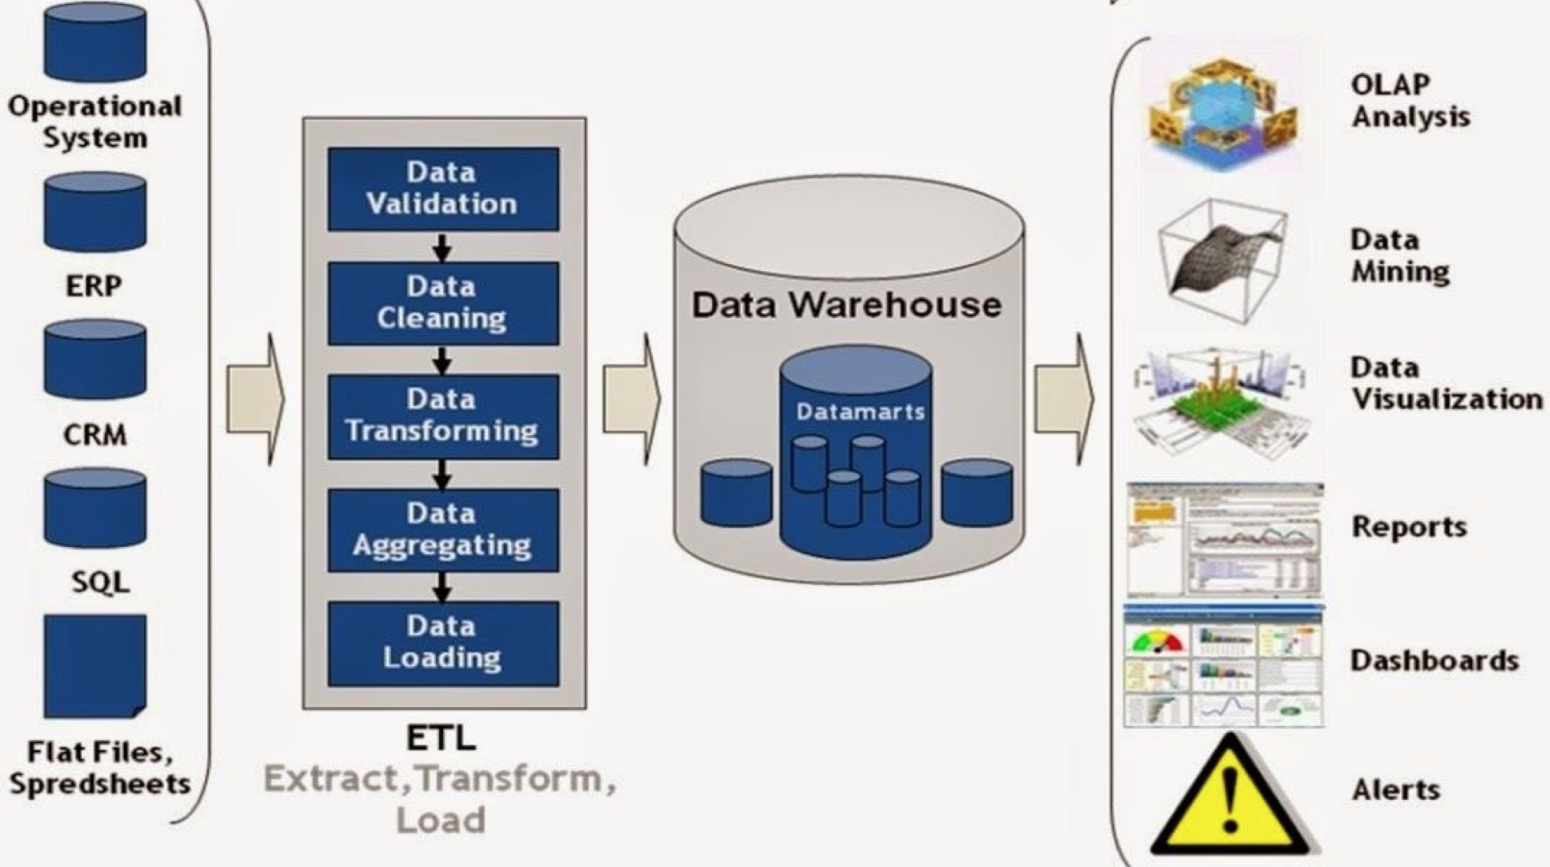 Operational
System
ERP
CRM
SQL
Flat Files,
Spredsheets
Data
Validation
Data
Cleaning
Data
Transforming
Data
Aggregating
Data
Loading
ETL
Extract, Transform,
Load
Data Warehouse
Datamarts
OLAP
Analysis
Data
Mining
Data
Visualization
Reports
Dashboards
Alerts